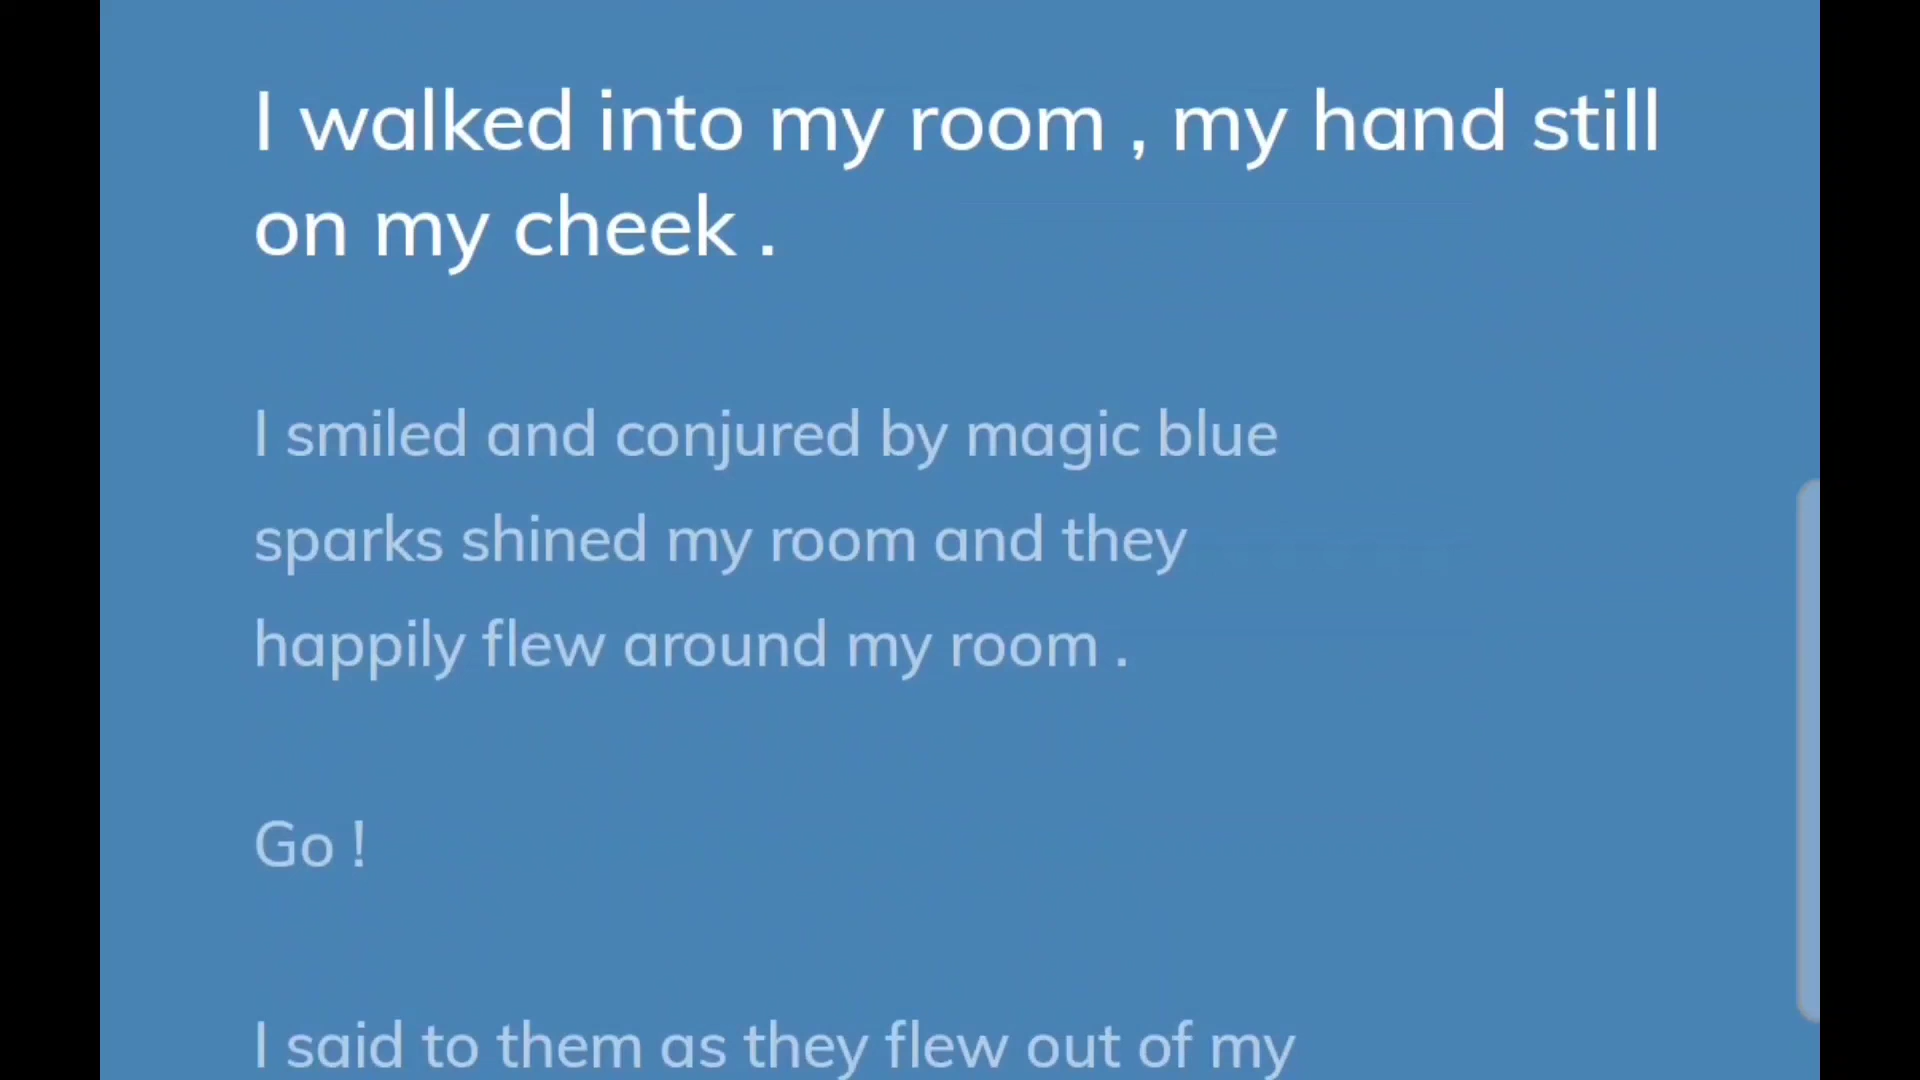 I walked into my room , my hand still
on my cheek .
I smiled and conjured by magic blue
sparks shined my room and they
happily flew around my room .
Go !
I said to them as they flew out of my